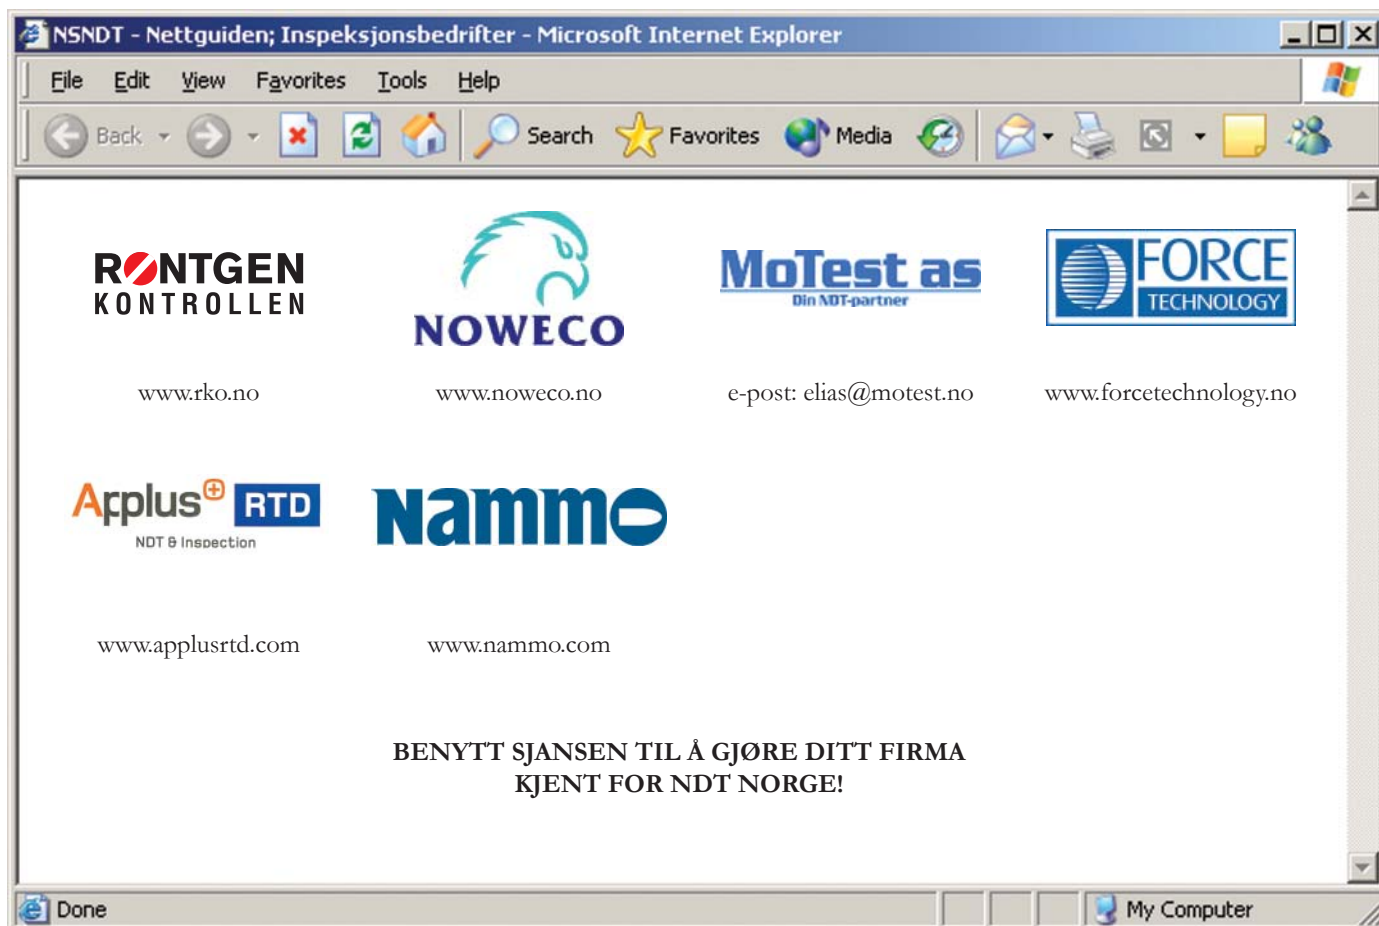 NSNDT - Nettguiden; Inspeksjonsbedrifter - Microsoft Internet Explorer
File Edit View Favorites Tools Help
Back Search Favorites Media
RØNTGEN
KONTROLLEN
NOWECO
MoTest as
Din NDT-partner
FORCE
TECHNOLOGY
www.rko.no www.noweco.no e-post: elias@motest.no www.forcetechnology.no
Applus+ RTD
NDT & Inspection
Nammo
www.applusrtd.com www.nammo.com
BENYTT SJANSEN TIL Å GJØRE DITT FIRMA
KJENT FOR NDT NORGE!
Done My Computer